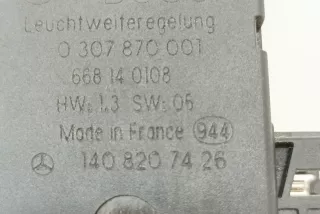 Leuchtweiteregelung
0 307 870 001
668 14 0108
HW: 1.3 SW: 05
Made in France 944
140 820 74 26